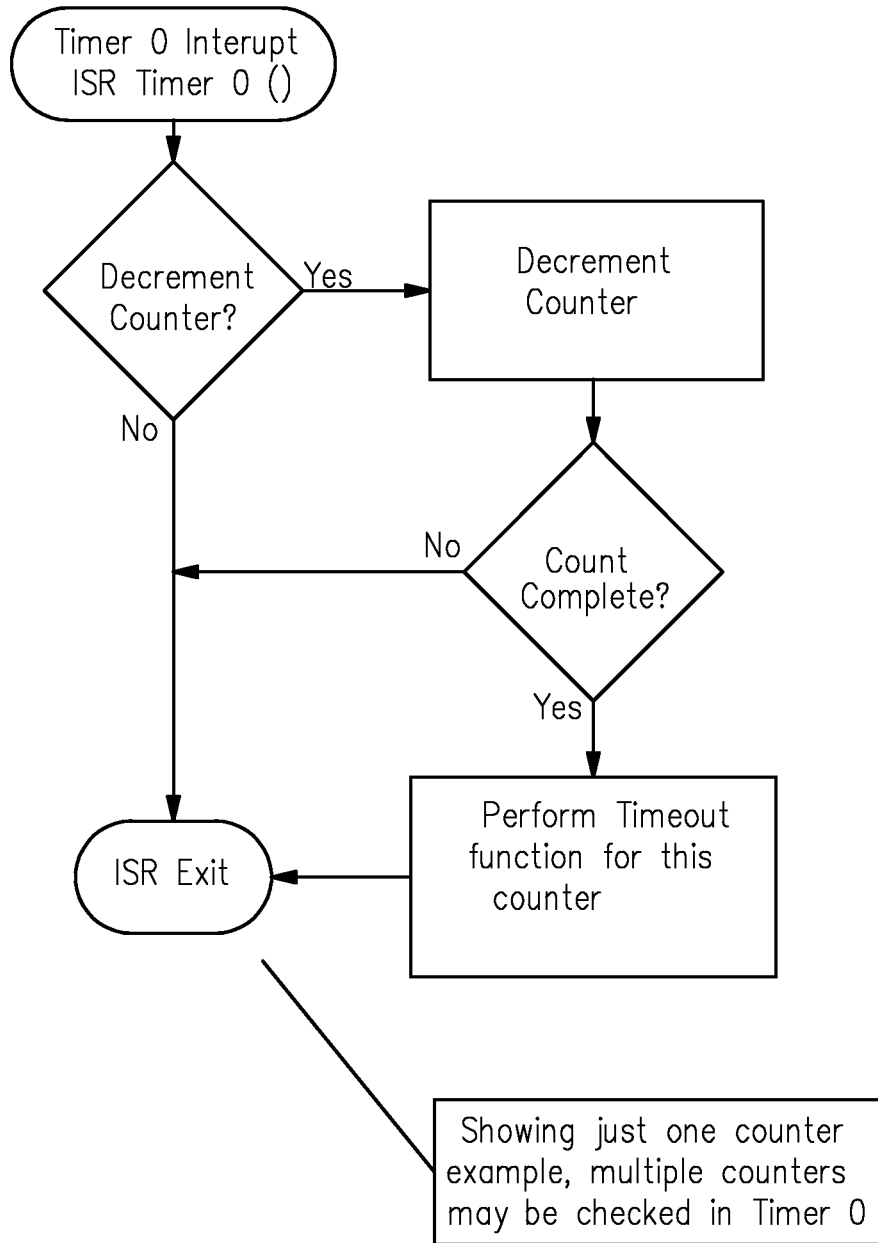 Timer 0 Interupt
ISR Timer 0 ()
Decrement
Counter?
Yes
No
Decrement
Counter
No
Count
Complete?
Yes
Perform Timeout
function for this
counter
ISR Exit
Showing just one counter
example, multiple counters
may be checked in Timer 0